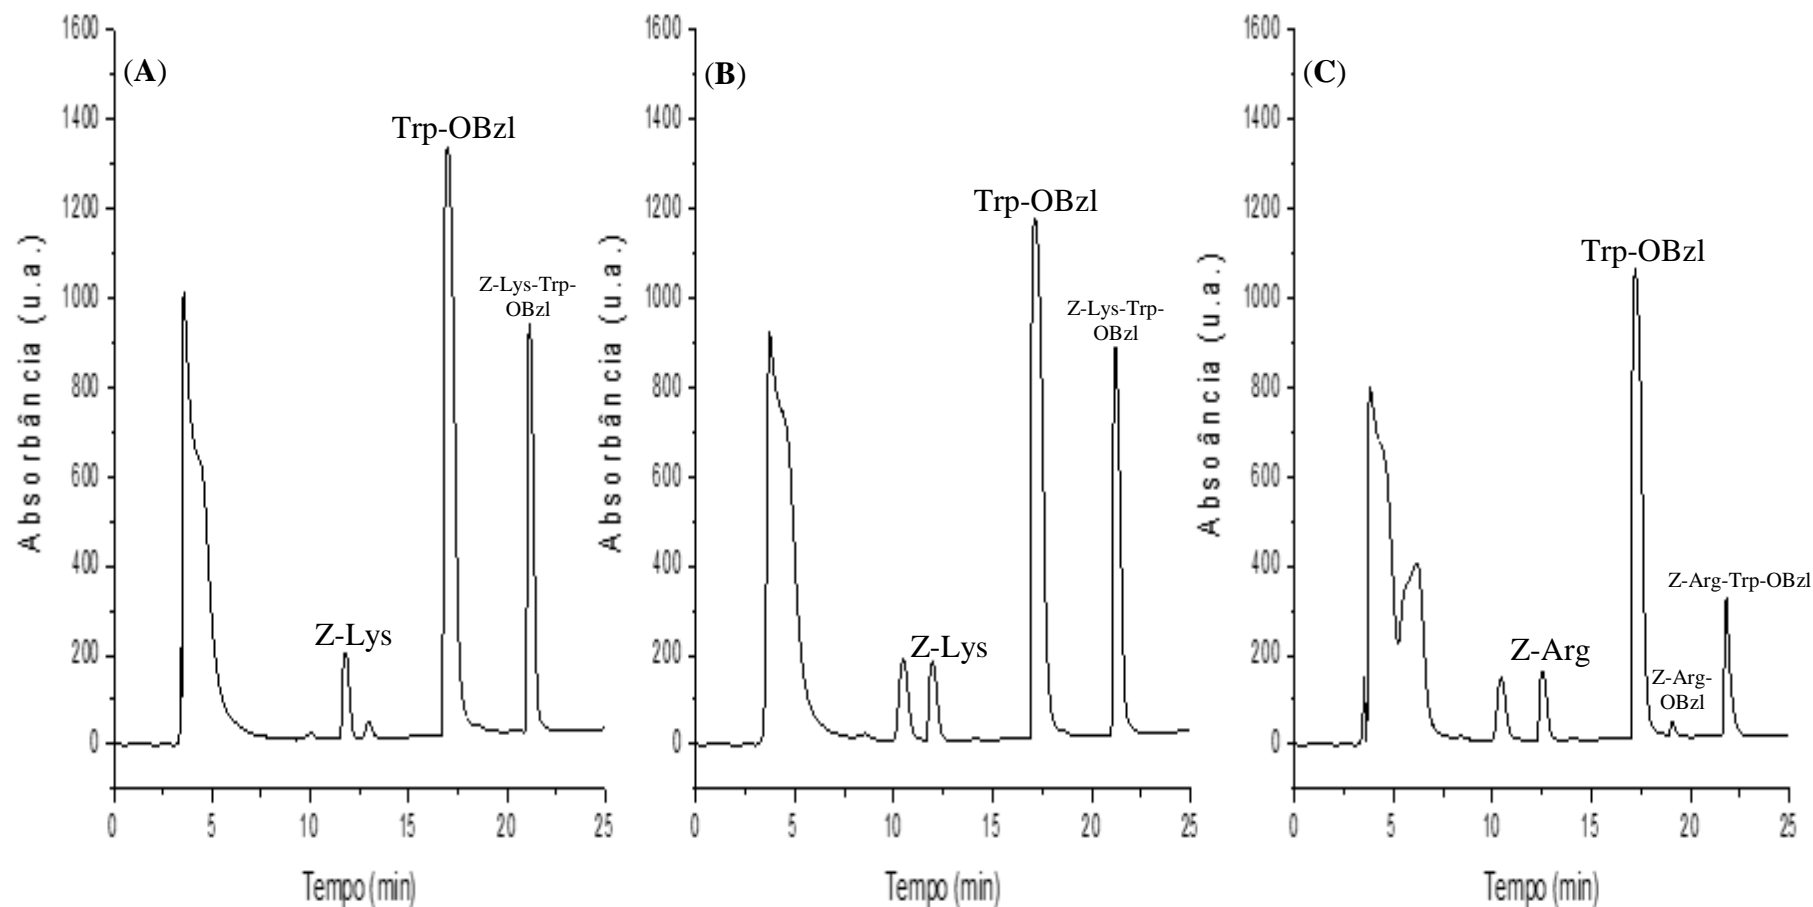 (A)
Absorbância (u.a.)
1600
1400
1200
1000
800
600
400
200
0
0
5
10
15
20
25
Tempo (min)
Z-Lys
Trp-OBzl
Z-Lys-Trp-
OBzl
(B)
Absorbância (u.a.)
1600
1400
1200
1000
800
600
400
200
0
0
5
10
15
20
25
Tempo (min)
Z-Lys
Trp-OBzl
Z-Lys-Trp-
OBzl
(C)
Absoância (u.a.)
1600
1400
1200
1000
800
600
400
200
0
0
5
10
15
20
25
Tempo (min)
Z-Arg
Trp-OBzl
Z-Arg-
OBzl
Z-Arg-Trp-OBzl